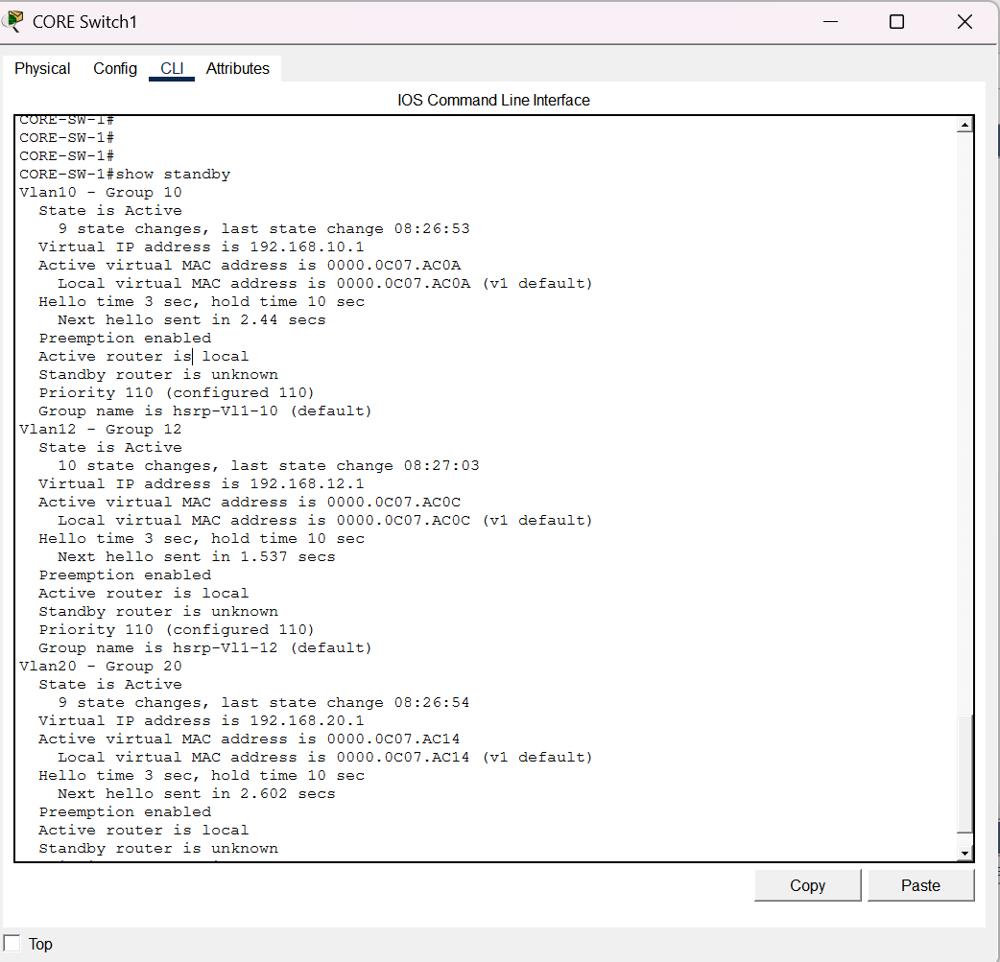 CORE Switch1
Physical Config CLI Attributes
IOS Command Line Interface
CORE-SW-1#
CORE-SW-1#
CORE-SW-1#
CORE-SW-1#show standby
Vlan10 - Group 10
State is Active
9 state changes, last state change 08:26:53
Virtual IP address is 192.168.10.1
Active virtual MAC address is 0000.0C07.AC0A
Local virtual MAC address is 0000.0C07.AC0A (v1 default)
Hello time 3 sec, hold time 10 sec
Next hello sent in 2.44 secs
Preemption enabled
Active router is local
Standby router is unknown
Priority 110 (configured 110)
Group name is hsrp-Vl1-10 (default)
Vlan12 - Group 12
State is Active
10 state changes, last state change 08:27:03
Virtual IP address is 192.168.12.1
Active virtual MAC address is 0000.0C07.AC0C
Local virtual MAC address is 0000.0C07.AC0C (v1 default)
Hello time 3 sec, hold time 10 sec
Next hello sent in 1.537 secs
Preemption enabled
Active router is local
Standby router is unknown
Priority 110 (configured 110)
Group name is hsrp-Vl1-12 (default)
Vlan20 - Group 20
State is Active
9 state changes, last state change 08:26:54
Virtual IP address is 192.168.20.1
Active virtual MAC address is 0000.0C07.AC14
Local virtual MAC address is 0000.0C07.AC14 (v1 default)
Hello time 3 sec, hold time 10 sec
Next hello sent in 2.602 secs
Preemption enabled
Active router is local
Standby router is unknown
Copy Paste
Top